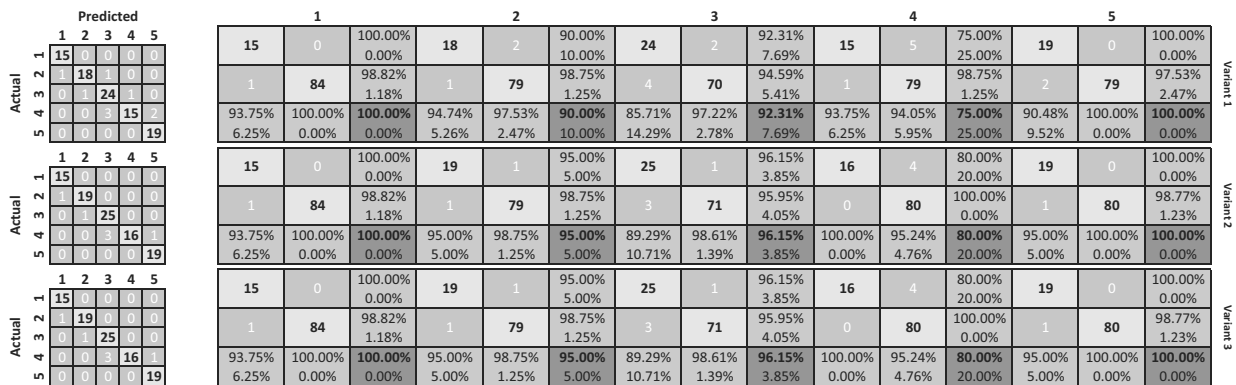 Predicted
1 2 3 4 5
1 15 0 0 0 0
2 1 18 1 0 0
3 0 1 24 1 0
4 0 0 3 15 2
5 0 0 0 0 19
Actual
1 2 3 4 5
15 0 100.00% 18 2 90.00% 24 2 92.31% 15 5 75.00% 19 0 100.00%
0.00% 10.00% 7.69% 25.00% 0.00%
1 84 98.82% 1 79 98.75% 4 70 94.59% 1 79 98.75% 2 79 97.53%
1.18% 1.25% 5.41% 1.25% 2.47%
93.75% 100.00% 100.00% 94.74% 97.53% 90.00% 85.71% 97.22% 92.31% 93.75% 94.05% 75.00% 90.48% 100.00% 100.00%
6.25% 0.00% 0.00% 5.26% 2.47% 10.00% 14.29% 2.78% 7.69% 6.25% 5.95% 25.00% 9.52% 0.00% 0.00%
Variant 1
1 2 3 4 5
1 15 0 0 0 0
2 1 19 0 0 0
3 0 1 25 0 0
4 0 0 3 16 1
5 0 0 0 0 19
Actual
15 0 100.00% 19 1 95.00% 25 1 96.15% 16 4 80.00% 19 0 100.00%
0.00% 5.00% 3.85% 20.00% 0.00%
1 84 98.82% 1 79 98.75% 3 71 95.95% 0 80 100.00% 1 80 98.77%
1.18% 1.25% 4.05% 0.00% 1.23%
93.75% 100.00% 100.00% 95.00% 98.75% 95.00% 89.29% 98.61% 96.15% 100.00% 95.24% 80.00% 95.00% 100.00% 100.00%
6.25% 0.00% 0.00% 5.00% 1.25% 5.00% 10.71% 1.39% 3.85% 0.00% 4.76% 20.00% 5.00% 0.00% 0.00%
Variant 2
1 2 3 4 5
1 15 0 0 0 0
2 1 19 0 0 0
3 0 1 25 0 0
4 0 0 3 16 1
5 0 0 0 0 19
Actual
15 0 100.00% 19 1 95.00% 25 1 96.15% 16 4 80.00% 19 0 100.00%
0.00% 5.00% 3.85% 20.00% 0.00%
1 84 98.82% 1 79 98.75% 3 71 95.95% 0 80 100.00% 1 80 98.77%
1.18% 1.25% 4.05% 0.00% 1.23%
93.75% 100.00% 100.00% 95.00% 98.75% 95.00% 89.29% 98.61% 96.15% 100.00% 95.24% 80.00% 95.00% 100.00% 100.00%
6.25% 0.00% 0.00% 5.00% 1.25% 5.00% 10.71% 1.39% 3.85% 0.00% 4.76% 20.00% 5.00% 0.00% 0.00%
Variant 3